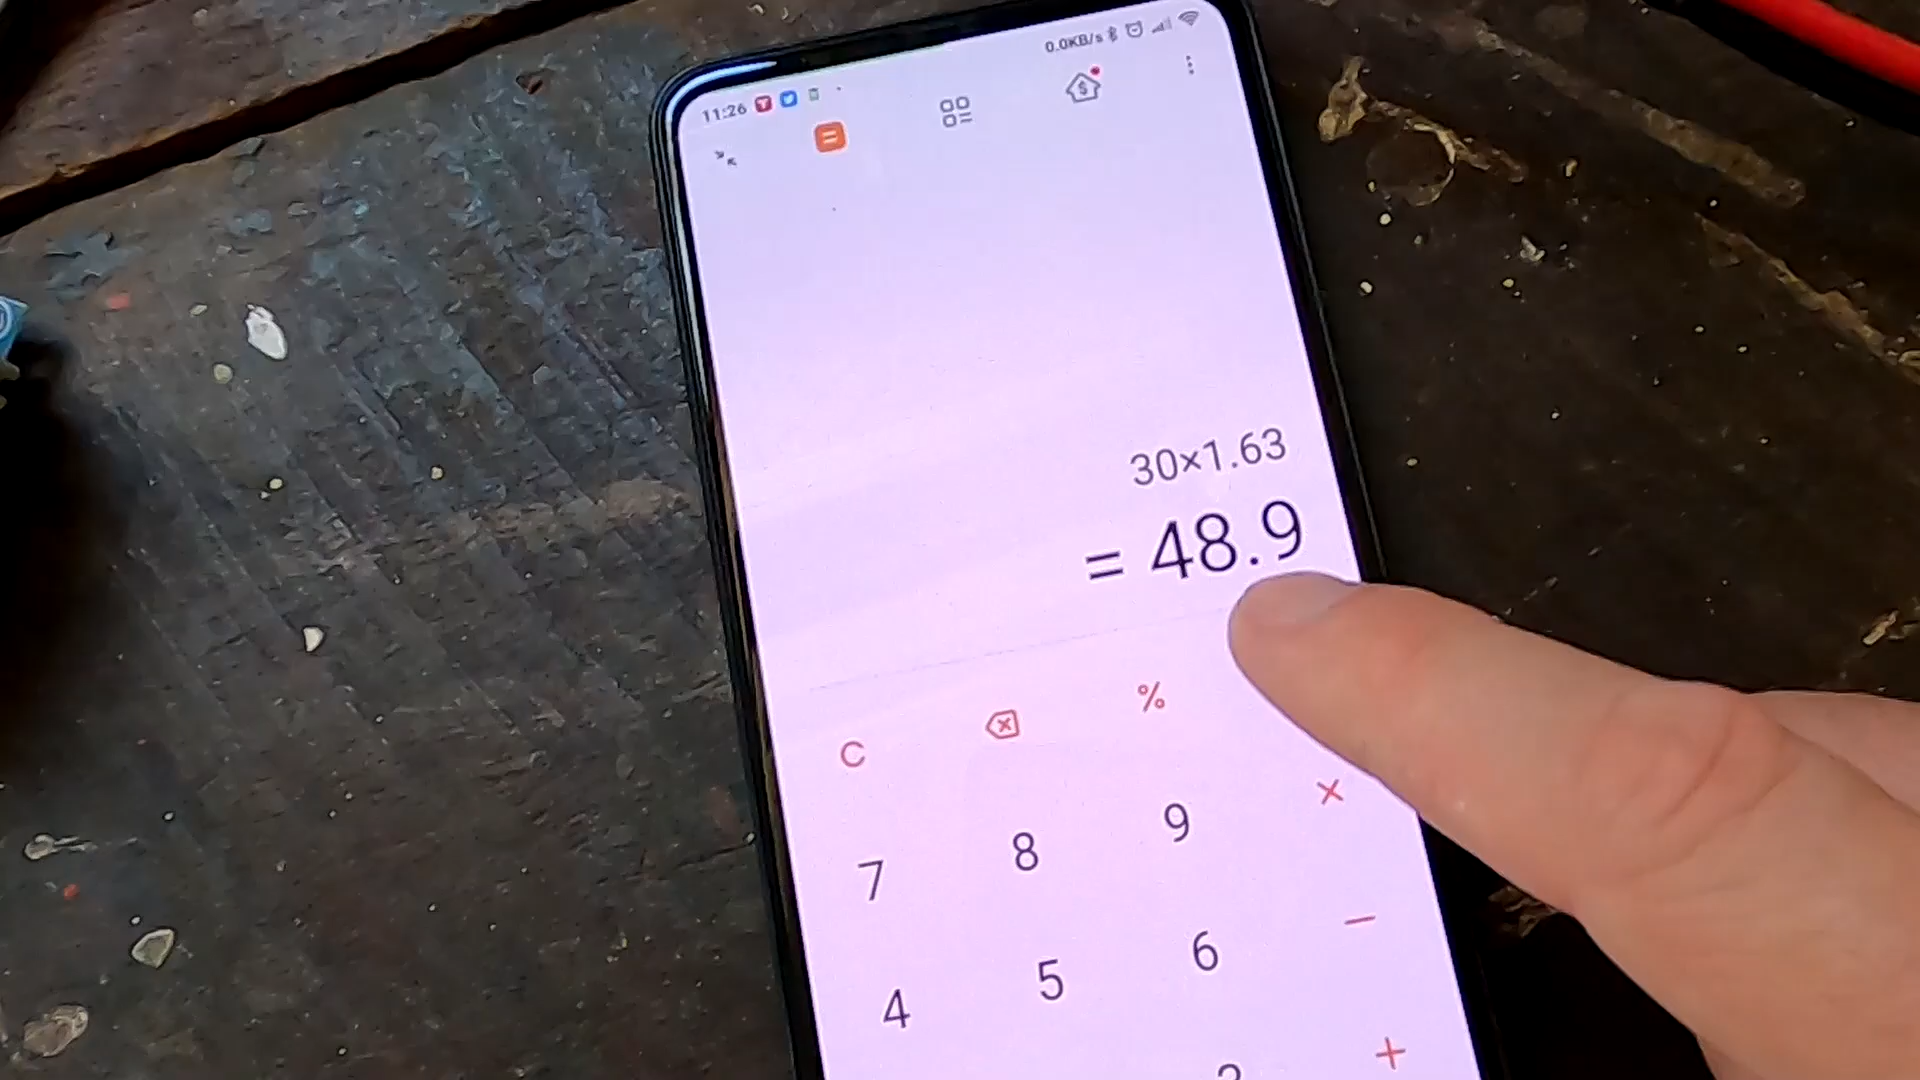 11:26
0.0KB/s
30×1.63
= 48.9
C %
7 8 9 ×
4 5 6 −
+